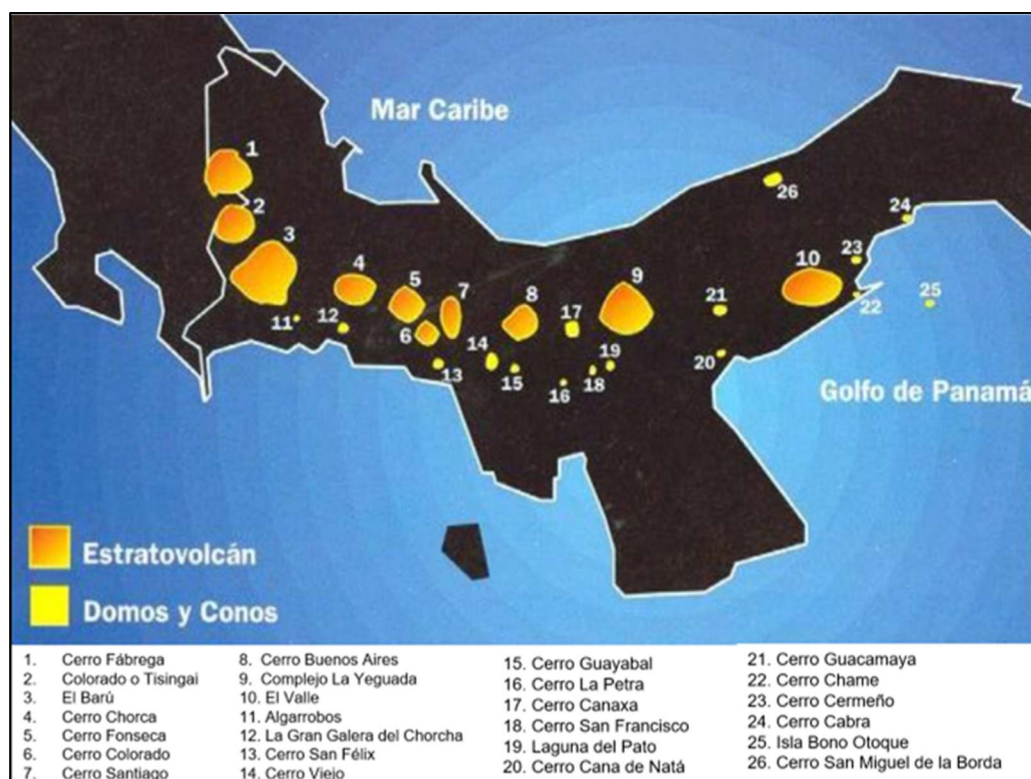 Mar Caribe
1
2
3
4
5
6
7
8
9
10
11
12
13
14
15
16
17
18
19
20
21
22
23
24
25
26
Golfo de Panamá
Estratovolcán
Domos y Conos
1. Cerro Fábrega
2. Colorado o Tisingai
3. El Barú
4. Cerro Chorca
5. Cerro Fonseca
6. Cerro Colorado
7. Cerro Santiago
8. Cerro Buenos Aires
9. Complejo La Yeguada
10. El Valle
11. Algarrobos
12. La Gran Galera del Chorcha
13. Cerro San Félix
14. Cerro Viejo
15. Cerro Guayabal
16. Cerro La Petra
17. Cerro Canaxa
18. Cerro San Francisco
19. Laguna del Pato
20. Cerro Cana de Natá
21. Cerro Guacamaya
22. Cerro Chame
23. Cerro Cermeño
24. Cerro Cabra
25. Isla Bono Otoque
26. Cerro San Miguel de la Borda